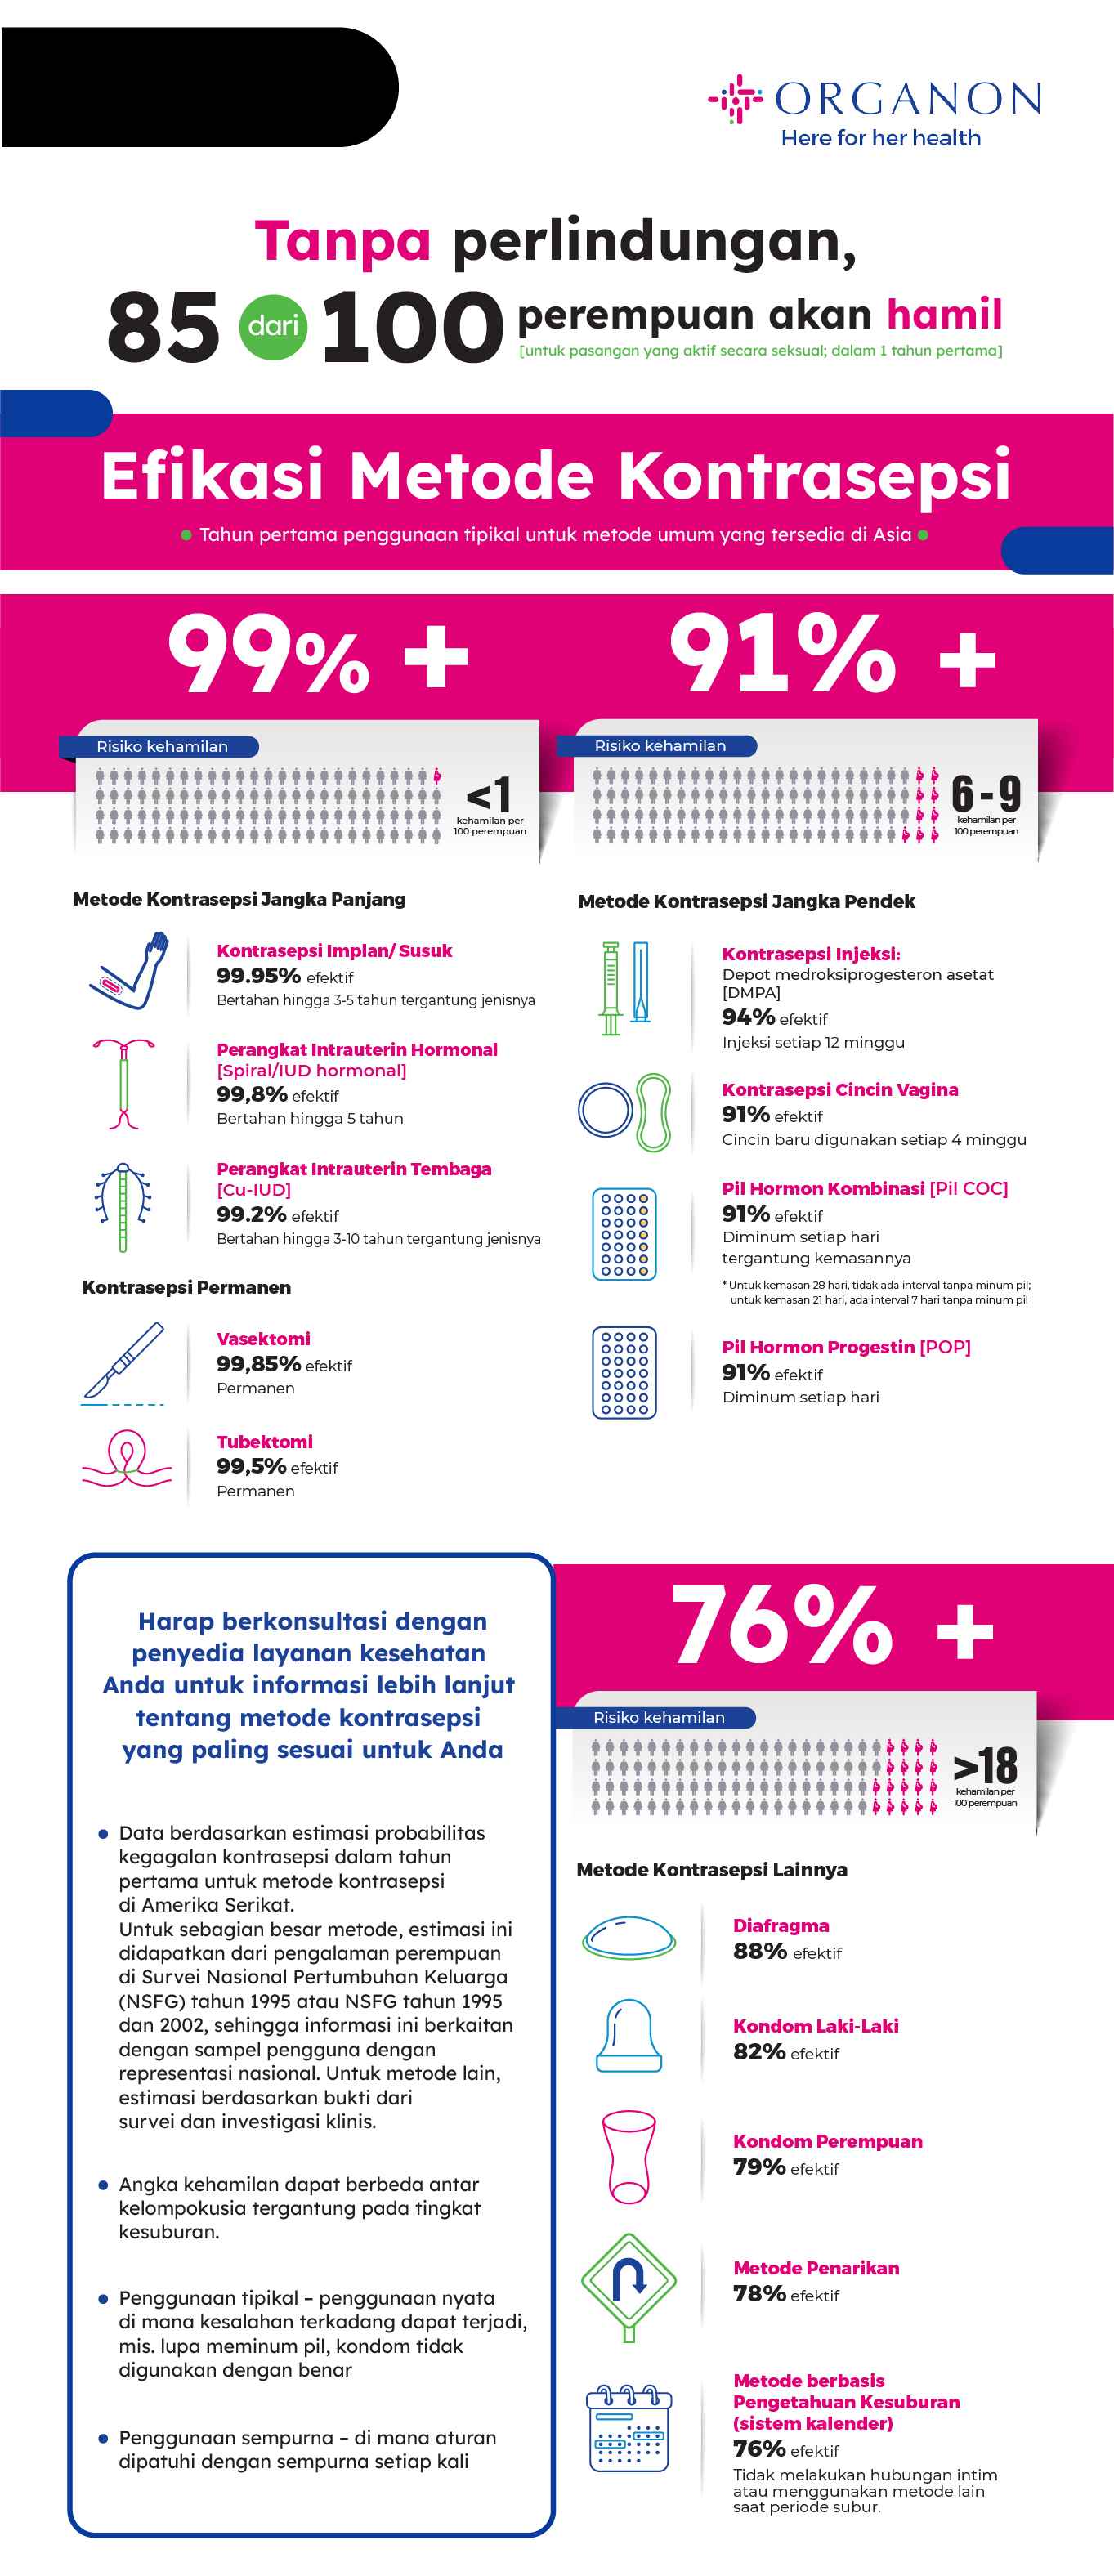 ORGANON
Here for her health
Tanpa perlindungan,
85 dari 100 perempuan akan hamil
[untuk pasangan yang aktif secara seksual; dalam 1 tahun pertama]
Efikasi Metode Kontrasepsi
Tahun pertama penggunaan tipikal untuk metode umum yang tersedia di Asia
99% +
Risiko kehamilan
<1
kehamilan per
100 perempuan
Metode Kontrasepsi Jangka Panjang
Kontrasepsi Implan/ Susuk
99.95% efektif
Bertahan hingga 3-5 tahun tergantung jenisnya
Perangkat Intrauterin Hormonal
[Spiral/IUD hormonal]
99,8% efektif
Bertahan hingga 5 tahun
Perangkat Intrauterin Tembaga
[Cu-IUD]
99.2% efektif
Bertahan hingga 3-10 tahun tergantung jenisnya
Kontrasepsi Permanen
Vasektomi
99,85% efektif
Permanen
Tubektomi
99,5% efektif
Permanen
91% +
Risiko kehamilan
6-9
kehamilan per
100 perempuan
Metode Kontrasepsi Jangka Pendek
Kontrasepsi Injeksi:
Depot medroksiprogesteron asetat
[DMPA]
94% efektif
Injeksi setiap 12 minggu
Kontrasepsi Cincin Vagina
91% efektif
Cincin baru digunakan setiap 4 minggu
Pil Hormon Kombinasi [Pil COC]
91% efektif
Diminum setiap hari
tergantung kemasannya
* Untuk kemasan 28 hari, tidak ada interval tanpa minum pil;
untuk kemasan 21 hari, ada interval 7 hari tanpa minum pil
Pil Hormon Progestin [POP]
91% efektif
Diminum setiap hari
Harap berkonsultasi dengan
penyedia layanan kesehatan
Anda untuk informasi lebih lanjut
tentang metode kontrasepsi
yang paling sesuai untuk Anda
• Data berdasarkan estimasi probabilitas
kegagalan kontrasepsi dalam tahun
pertama untuk metode kontrasepsi
di Amerika Serikat.
Untuk sebagian besar metode, estimasi ini
didapatkan dari pengalaman perempuan
di Survei Nasional Pertumbuhan Keluarga
(NSFG) tahun 1995 atau NSFG tahun 1995
dan 2002, sehingga informasi ini berkaitan
dengan sampel pengguna dengan
representasi nasional. Untuk metode lain,
estimasi berdasarkan bukti dari
survei dan investigasi klinis.
• Angka kehamilan dapat berbeda antar
kelompokusia tergantung pada tingkat
kesuburan.
• Penggunaan tipikal – penggunaan nyata
di mana kesalahan terkadang dapat terjadi,
mis. lupa meminum pil, kondom tidak
digunakan dengan benar
• Penggunaan sempurna – di mana aturan
dipatuhi dengan sempurna setiap kali
76% +
Risiko kehamilan
>18
kehamilan per
100 perempuan
Metode Kontrasepsi Lainnya
Diafragma
88% efektif
Kondom Laki-Laki
82% efektif
Kondom Perempuan
79% efektif
Metode Penarikan
78% efektif
Metode berbasis
Pengetahuan Kesuburan
(sistem kalender)
76% efektif
Tidak melakukan hubungan intim
atau menggunakan metode lain
saat periode subur.